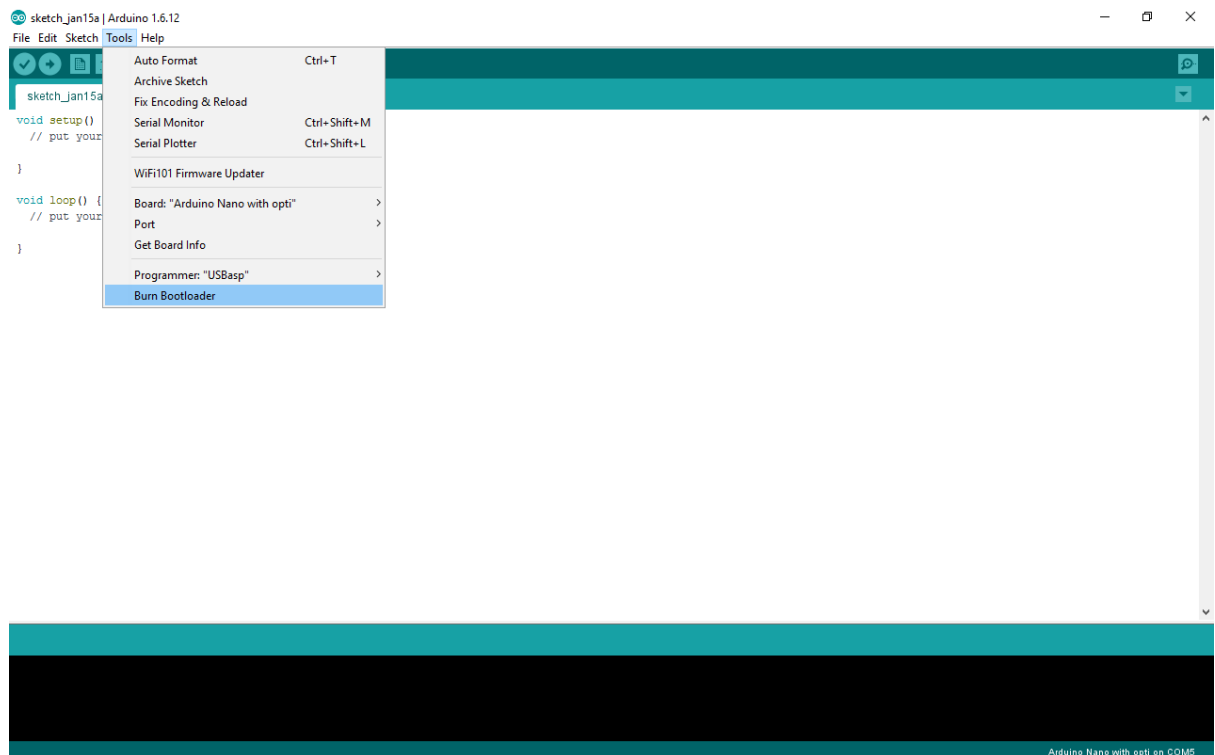 sketch_jan15a | Arduino 1.6.12
File Edit Sketch Tools Help
Auto Format Ctrl+T
Archive Sketch
sketch_jan15a
Fix Encoding & Reload
void setup()
Serial Monitor Ctrl+Shift+M
// put your
Serial Plotter Ctrl+Shift+L
}
WiFi101 Firmware Updater
void loop() {
Board: "Arduino Nano with opti"
// put your
Port
}
Get Board Info
Programmer: "USBasp"
Burn Bootloader
Arduino Nano with opti on COM5